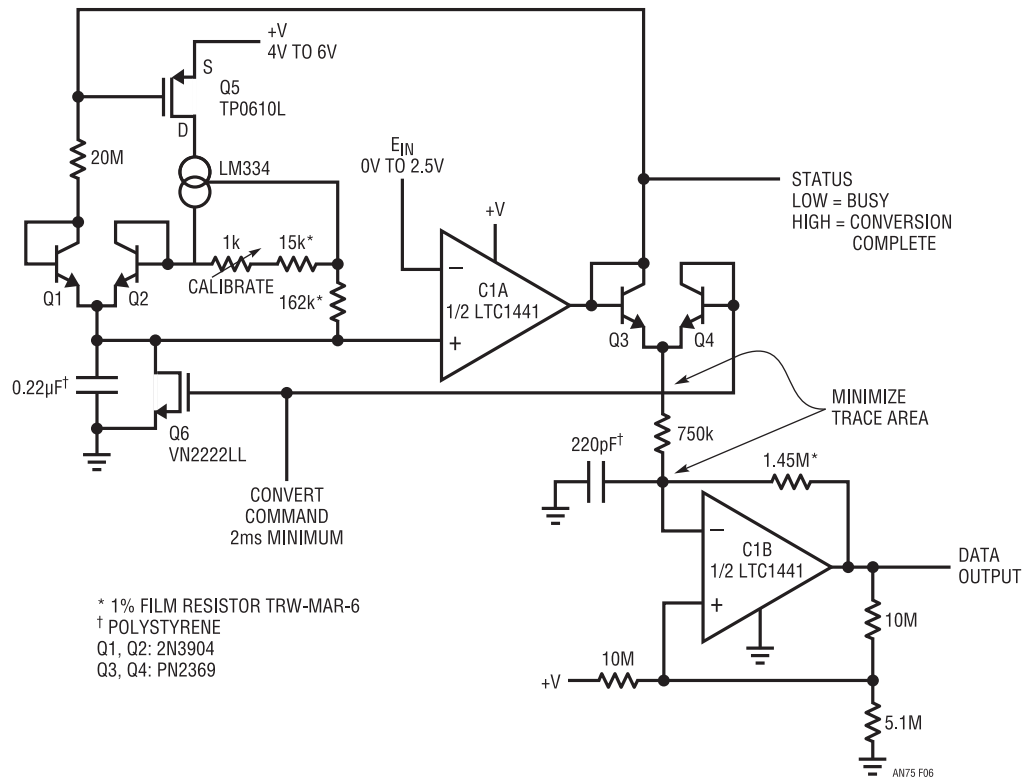 +V
4V TO 6V
S
Q5
TP0610L
D
20M
LM334
E_IN
0V TO 2.5V
STATUS
LOW = BUSY
HIGH = CONVERSION
COMPLETE
+V
1k
15k*
CALIBRATE
Q1
Q2
162k*
−
C1A
1/2 LTC1441
+
Q3
Q4
0.22µF†
Q6
VN2222LL
MINIMIZE
TRACE AREA
750k
220pF†
1.45M*
CONVERT
COMMAND
2ms MINIMUM
−
C1B
1/2 LTC1441
+
DATA
OUTPUT
* 1% FILM RESISTOR TRW-MAR-6
† POLYSTYRENE
Q1, Q2: 2N3904
Q3, Q4: PN2369
10M
+V
10M
5.1M
AN75 F06